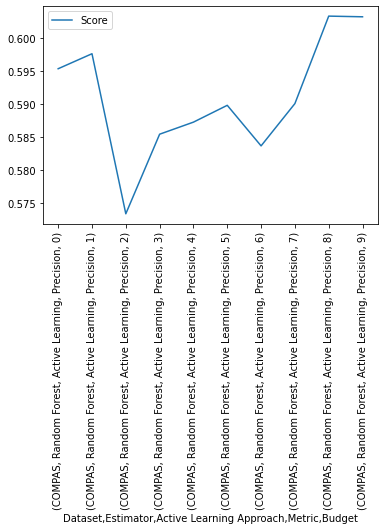 Score
0.600
0.595
0.590
0.585
0.580
0.575
(COMPAS, Random Forest, Active Learning, Precision, 0)
(COMPAS, Random Forest, Active Learning, Precision, 1)
(COMPAS, Random Forest, Active Learning, Precision, 2)
(COMPAS, Random Forest, Active Learning, Precision, 3)
(COMPAS, Random Forest, Active Learning, Precision, 4)
(COMPAS, Random Forest, Active Learning, Precision, 5)
(COMPAS, Random Forest, Active Learning, Precision, 6)
(COMPAS, Random Forest, Active Learning, Precision, 7)
(COMPAS, Random Forest, Active Learning, Precision, 8)
(COMPAS, Random Forest, Active Learning, Precision, 9)
Dataset,Estimator,Active Learning Approach,Metric,Budget